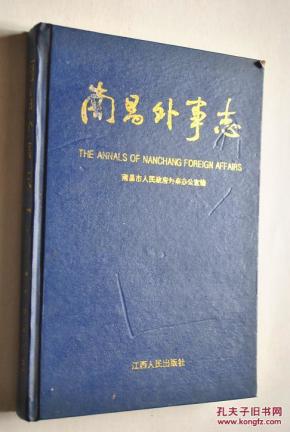 南昌外事志
THE ANNALS OF NANCHANG FOREIGN AFFAIRS
南昌市人民政府外事办公室编
江西人民出版社
孔夫子旧书网